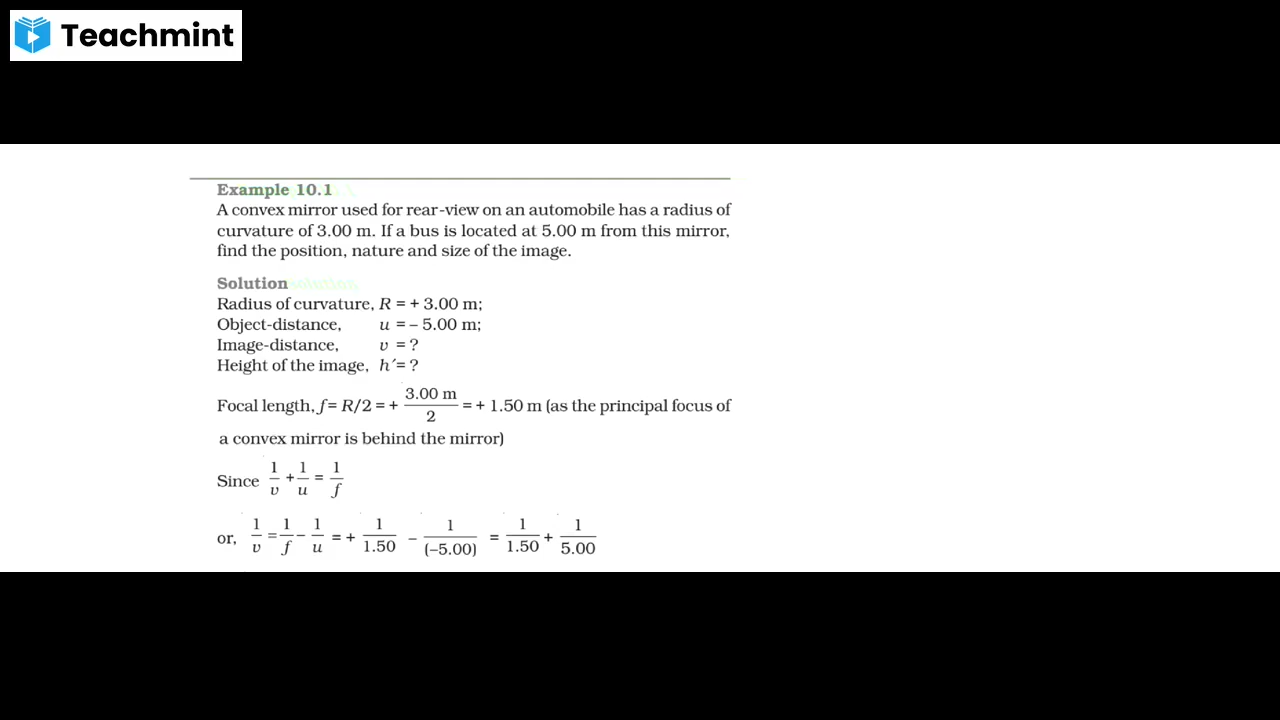 Teachmint
Example 10.1
A convex mirror used for rear-view on an automobile has a radius of
curvature of 3.00 m. If a bus is located at 5.00 m from this mirror,
find the position, nature and size of the image.
Solution
Radius of curvature, R = + 3.00 m;
Object-distance, u = – 5.00 m;
Image-distance, v = ?
Height of the image, h′= ?
Focal length, f = R/2 = + 3.00 m/2 = + 1.50 m (as the principal focus of
a convex mirror is behind the mirror)
Since 1/v + 1/u = 1/f
or, 1/v = 1/f – 1/u = + 1/1.50 – 1/(–5.00) = 1/1.50 + 1/5.00